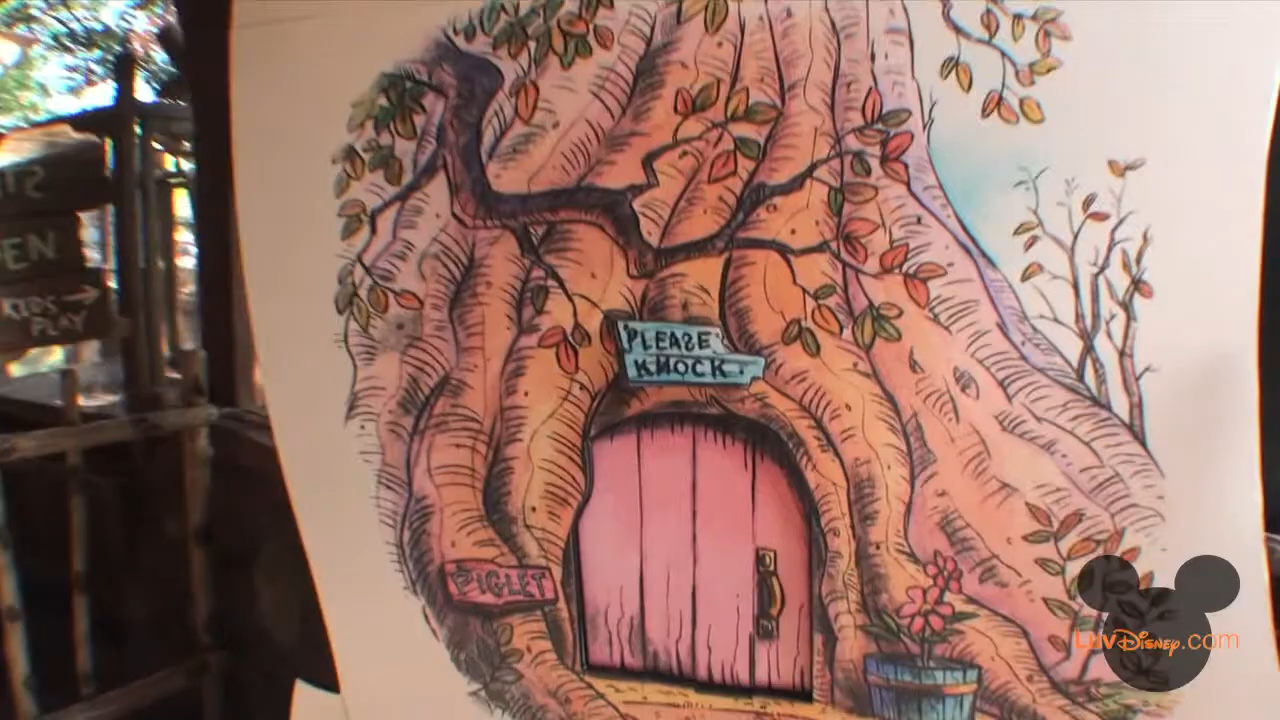 EN
KIDS →
PLAY
PLEASE
KNOCK
PIGLET
LuvDisney.com